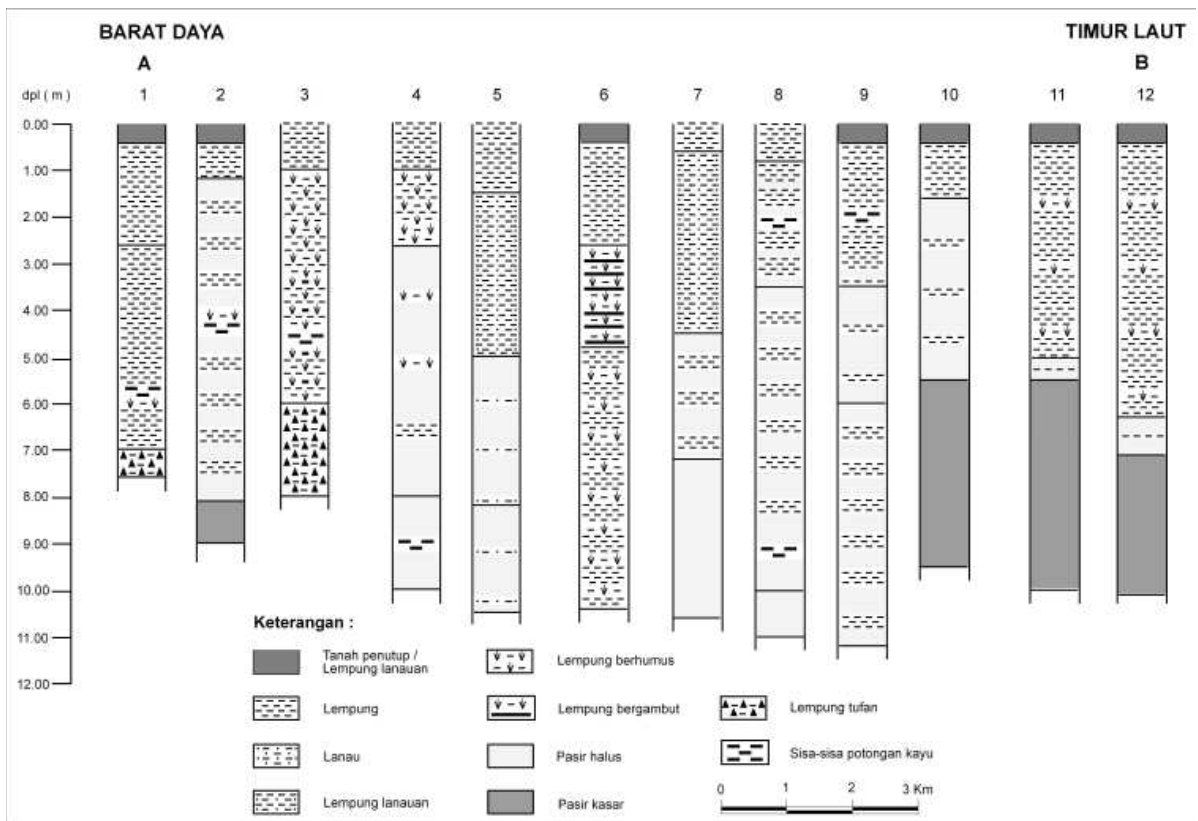 BARAT DAYA
TIMUR LAUT
A
B
dpl ( m )
1 2 3 4 5 6 7 8 9 10 11 12
0.00
1.00
2.00
3.00
4.00
5.00
6.00
7.00
8.00
9.00
10.00
11.00
12.00
Keterangan :
Tanah penutup /
Lempung lanauan
Lempung
Lanau
Lempung lanauan
Lempung berhumus
Lempung bergambut
Pasir halus
Pasir kasar
Lempung tufan
Sisa-sisa potongan kayu
0 1 2 3 Km